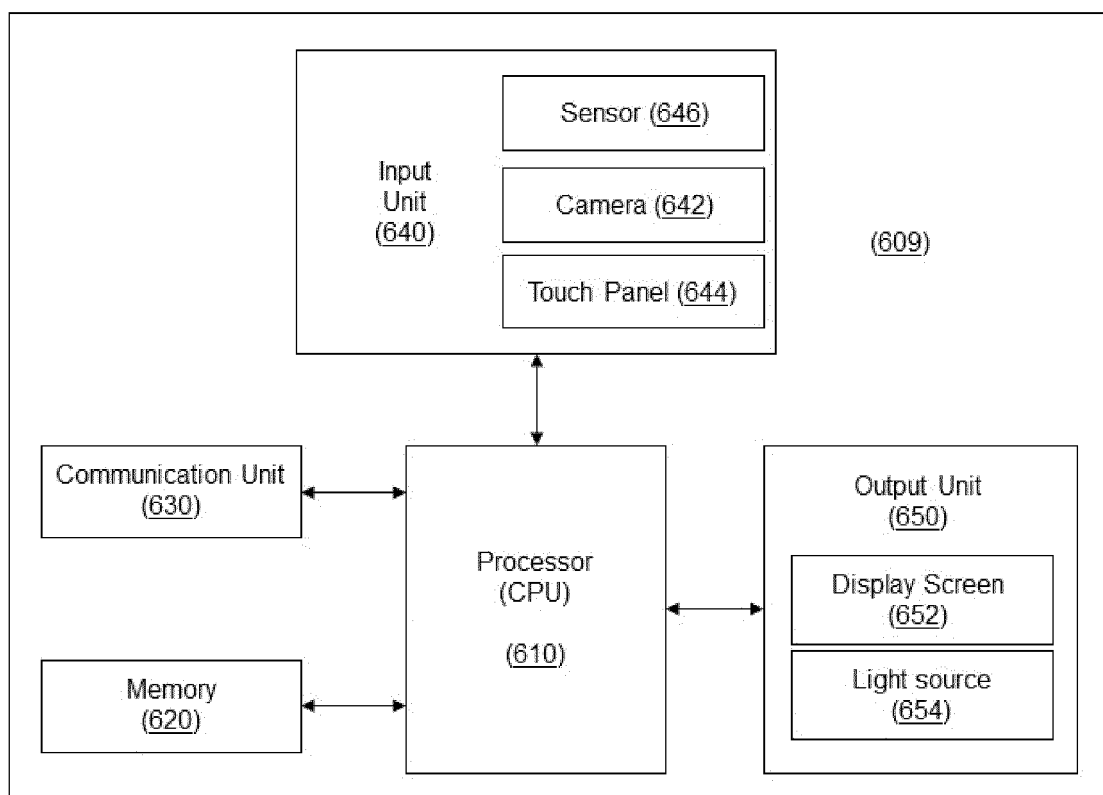 Sensor (646)
Input
Unit
(640)
Camera (642)
(609)
Touch Panel (644)
Communication Unit
(630)
Output Unit
(650)
Processor
(CPU)
(610)
Display Screen
(652)
Memory
(620)
Light source
(654)